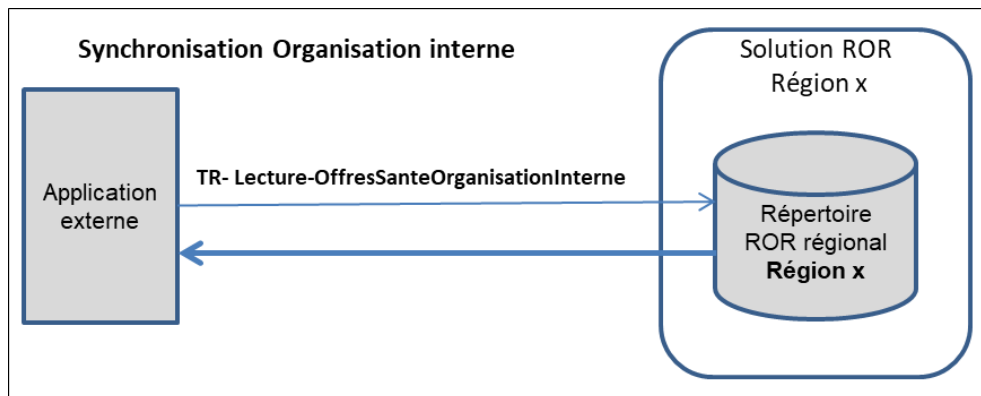 Synchronisation Organisation interne
Solution ROR
Région x
Application
externe
TR- Lecture-OffresSanteOrganisationInterne
Répertoire
ROR régional
Région x